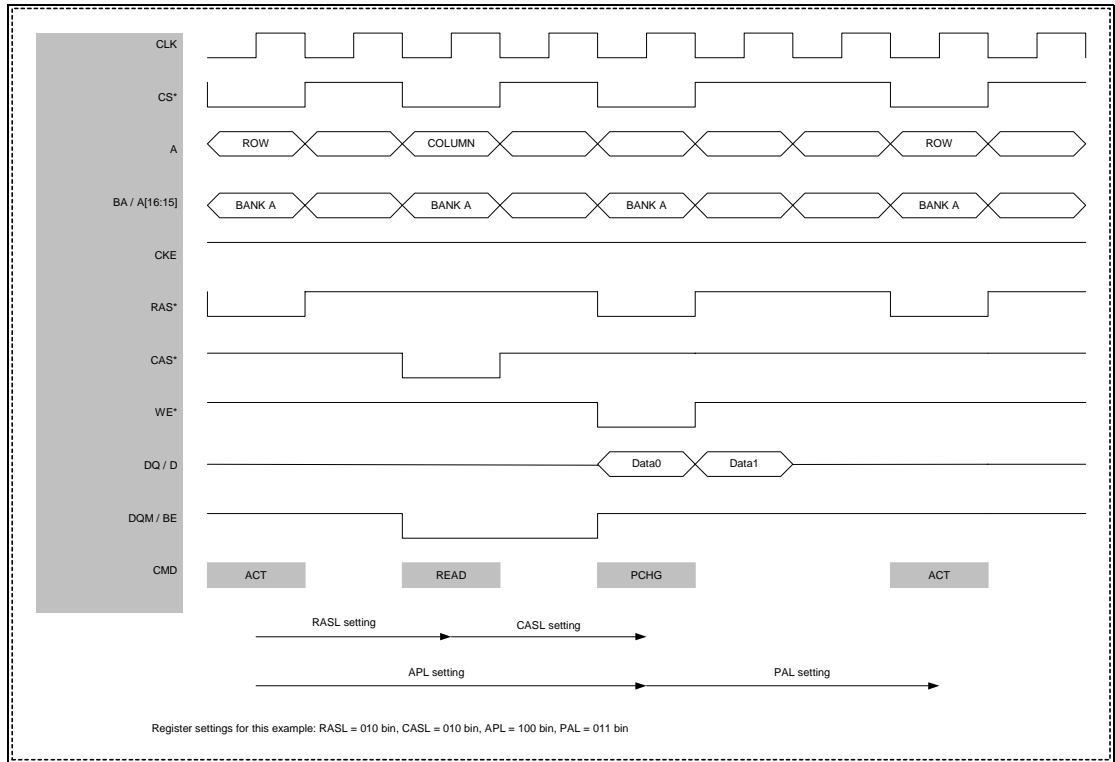 CLK
CS*
A ROW COLUMN ROW
BA / A[16:15] BANK A BANK A BANK A BANK A
CKE
RAS*
CAS*
WE*
DQ / D Data0 Data1
DQM / BE
CMD ACT READ PCHG ACT
RASL setting CASL setting
APL setting PAL setting
Register settings for this example: RASL = 010 bin, CASL = 010 bin, APL = 100 bin, PAL = 011 bin